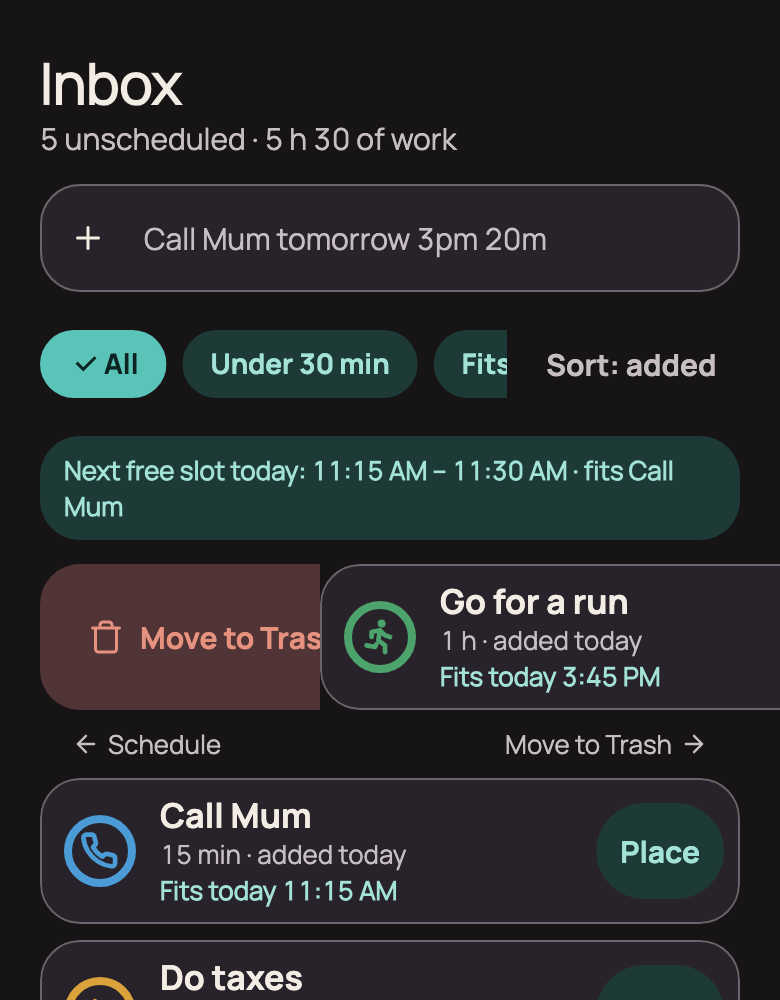 Inbox
5 unscheduled · 5 h 30 of work
Call Mum tomorrow 3pm 20m
All Under 30 min Fits Sort: added
Next free slot today: 11:15 AM – 11:30 AM · fits Call
Mum
Move to Tras
Go for a run
1 h · added today
Fits today 3:45 PM
← Schedule Move to Trash →
Call Mum
15 min · added today
Fits today 11:15 AM
Place
Do taxes